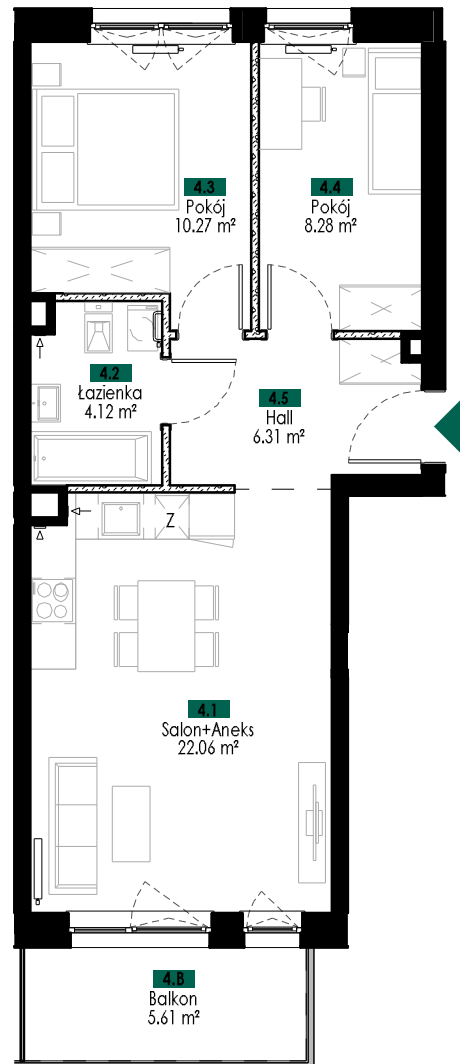 4.3
Pokój
10.27 m²
4.4
Pokój
8.28 m²
4.2
Łazienka
4.12 m²
4.5
Hall
6.31 m²
Z
4.1
Salon+Aneks
22.06 m²
4.B
Balkon
5.61 m²